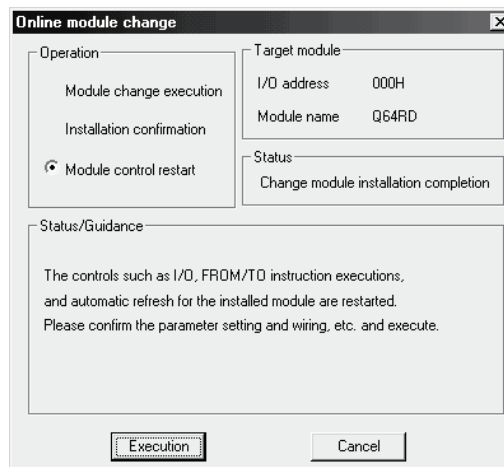 Online module change
Operation
Module change execution
Installation confirmation
Module control restart
Target module
I/O address 000H
Module name Q64RD
Status
Change module installation completion
Status/Guidance
The controls such as I/O, FROM/TO instruction executions,
and automatic refresh for the installed module are restarted.
Please confirm the parameter setting and wiring, etc. and execute.
Execution
Cancel